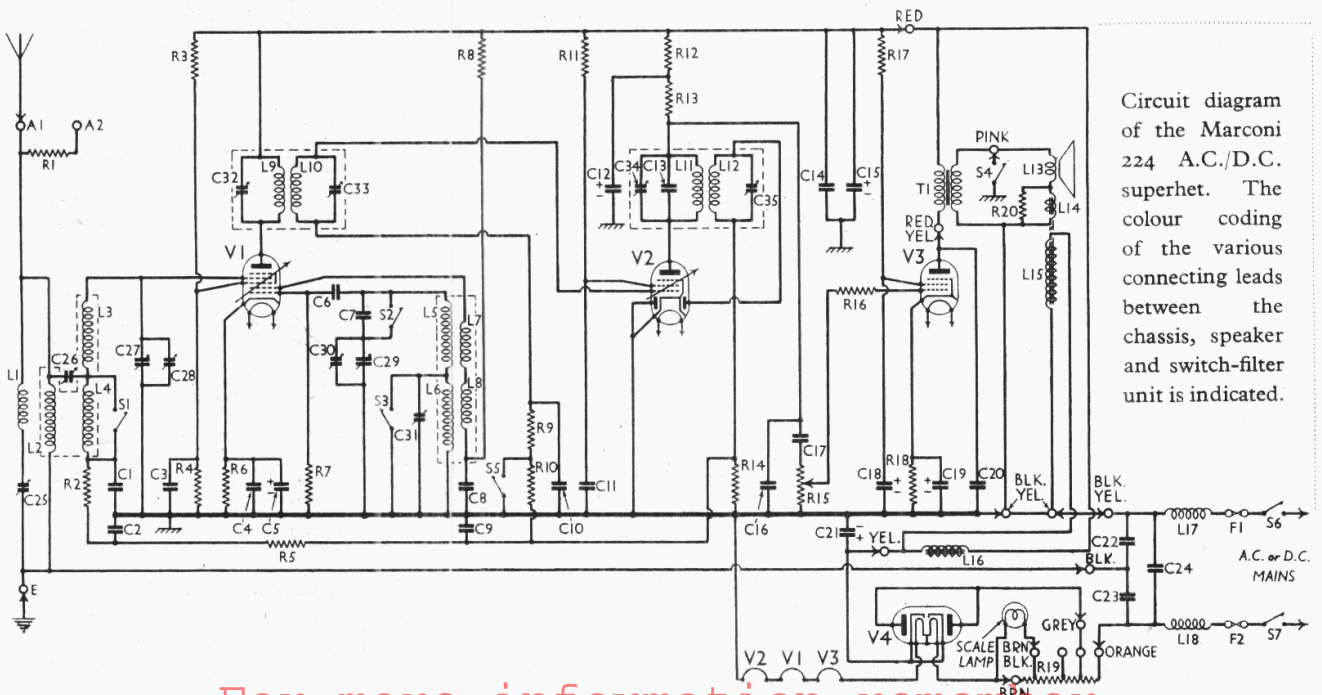 RED
R3
R8
R11
R12
R17
R13
A1
A2
R1
PINK
C32
L9
L10
C33
C12
+
−
C34
C13
L11
L12
C35
C14
C15
+
−
T1
S4
L13
R20
L14
RED
YEL.
V1
V2
V3
L15
L3
C6
C7
S2
L5
L7
R16
C26
C27
C28
C30
C29
L1
L4
S1
L6
L8
S3
C31
L2
R9
C17
C25
R2
C1
C3
R4
R6
R7
C8
S5
R10
C11
R14
R15
C18
+
−
R18
+
−
C19
C20
BLK.
YEL.
BLK.
YEL.
C2
C4
C5
+
−
C9
C10
C16
C21
−
+
YEL.
L17
F1
S6
R5
L16
C22
BLK.
C24
A.C. or D.C.
MAINS
E
C23
V4
SCALE
LAMP
GREY
BRN
BLK.
R19
ORANGE
L18
F2
S7
V2
V1
V3
BRN
Circuit diagram
of the Marconi
224 A.C./D.C.
superhet. The
colour coding
of the various
connecting leads
between the
chassis, speaker
and switch-filter
unit is indicated.